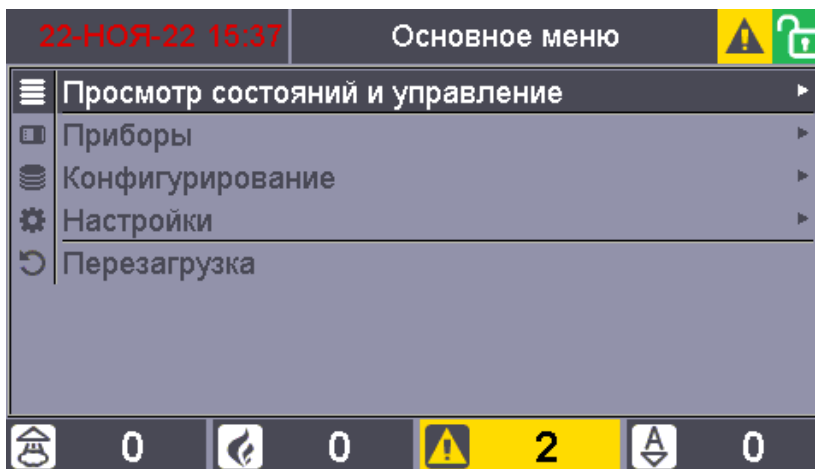 22-НОЯ-22 15:37
Основное меню
Просмотр состояний и управление
Приборы
Конфигурирование
Настройки
Перезагрузка
0 0 2 A 0